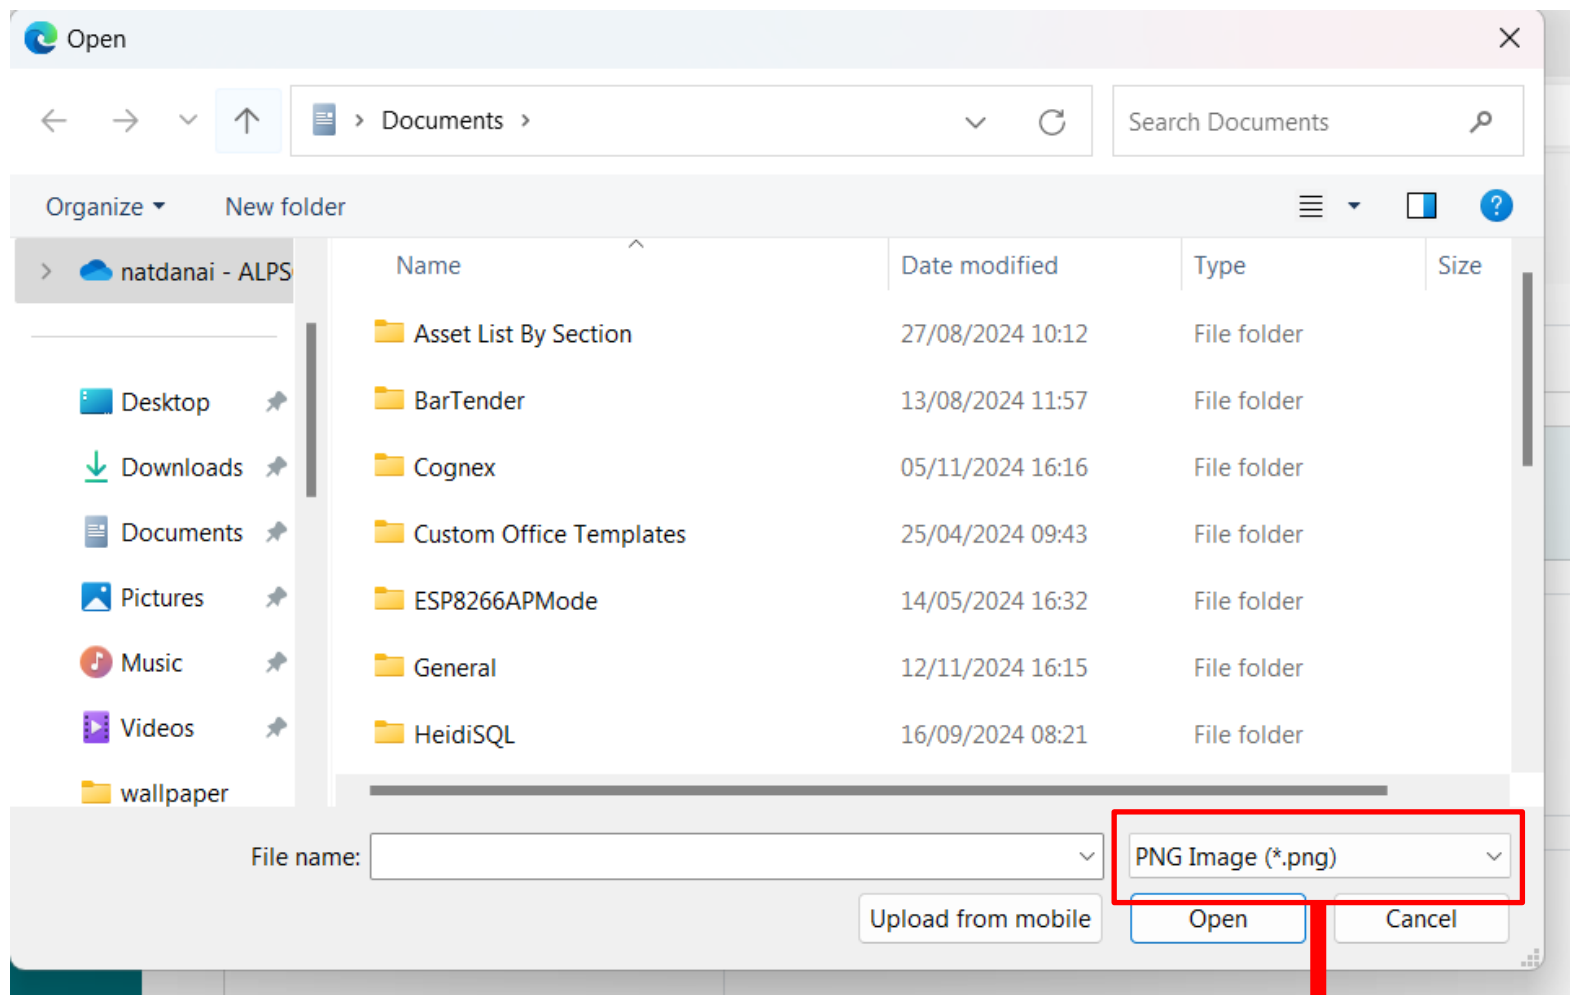 Open
Documents
Search Documents
Organize
New folder
?
natdanai - ALPS
Name
Date modified
Type
Size
Asset List By Section
27/08/2024 10:12
File folder
BarTender
13/08/2024 11:57
File folder
Cognex
05/11/2024 16:16
File folder
Custom Office Templates
25/04/2024 09:43
File folder
ESP8266APMode
14/05/2024 16:32
File folder
General
12/11/2024 16:15
File folder
HeidiSQL
16/09/2024 08:21
File folder
Desktop
Downloads
Documents
Pictures
Music
Videos
wallpaper
File name:
PNG Image (*.png)
Upload from mobile
Open
Cancel